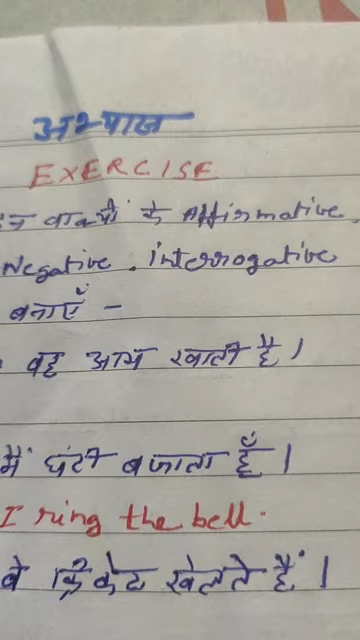 अभ्यास
EXERCISE
इन वाक्यों के Affirmative,
Negative, interrogative
बनाएँ -
वह आम खाती है।
मैं घंटी बजाता हूँ।
I ring the bell.
वे क्रिकेट खेलते हैं।